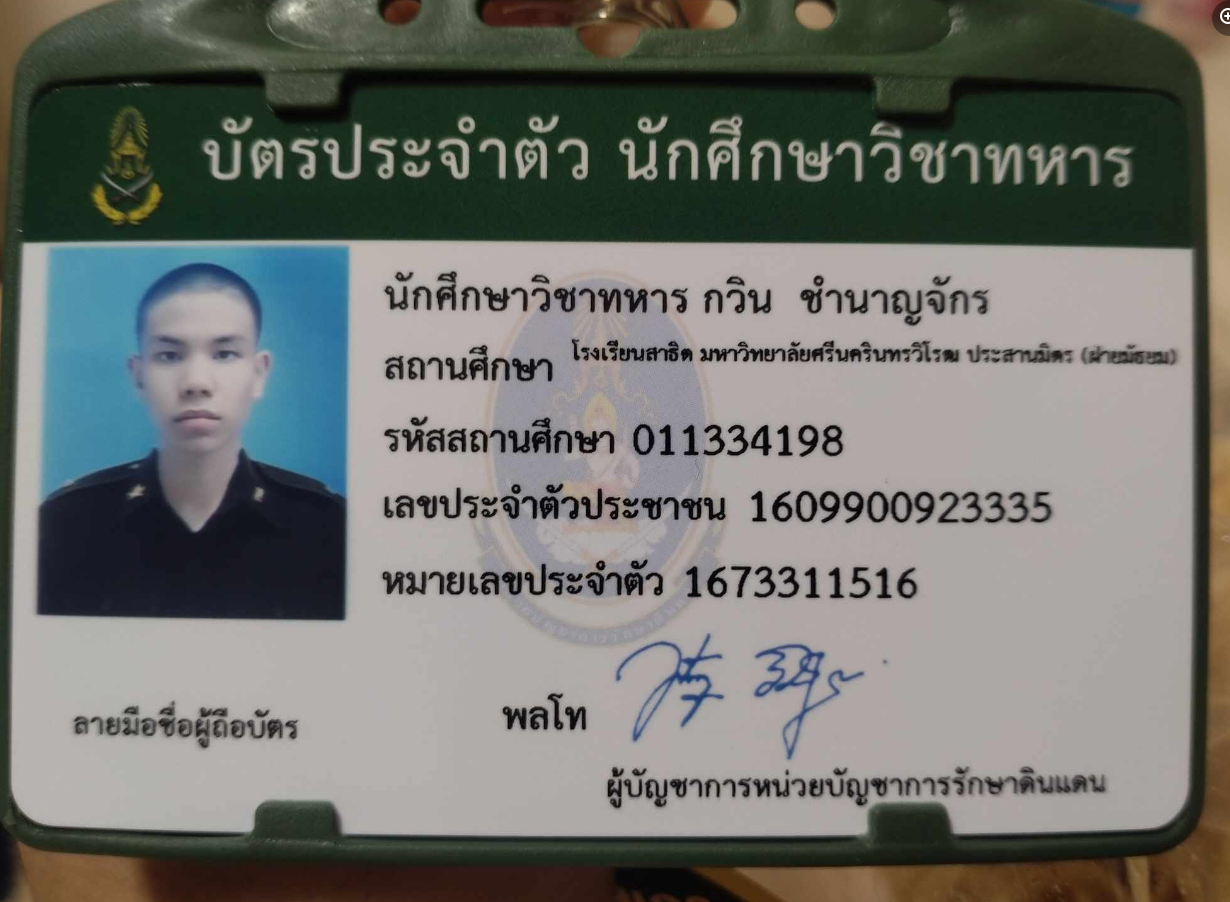 บัตรประจำตัว นักศึกษาวิชาทหาร
นักศึกษาวิชาทหาร กวิน ชำนาญจักร
สถานศึกษา โรงเรียนสาธิต มหาวิทยาลัยศรีนครินทรวิโรฒ ประสานมิตร (ฝ่ายมัธยม)
รหัสสถานศึกษา 011334198
เลขประจำตัวประชาชน 1609900923335
หมายเลขประจำตัว 1673311516
พลโท
ลายมือชื่อผู้ถือบัตร
ผู้บัญชาการหน่วยบัญชาการรักษาดินแดน